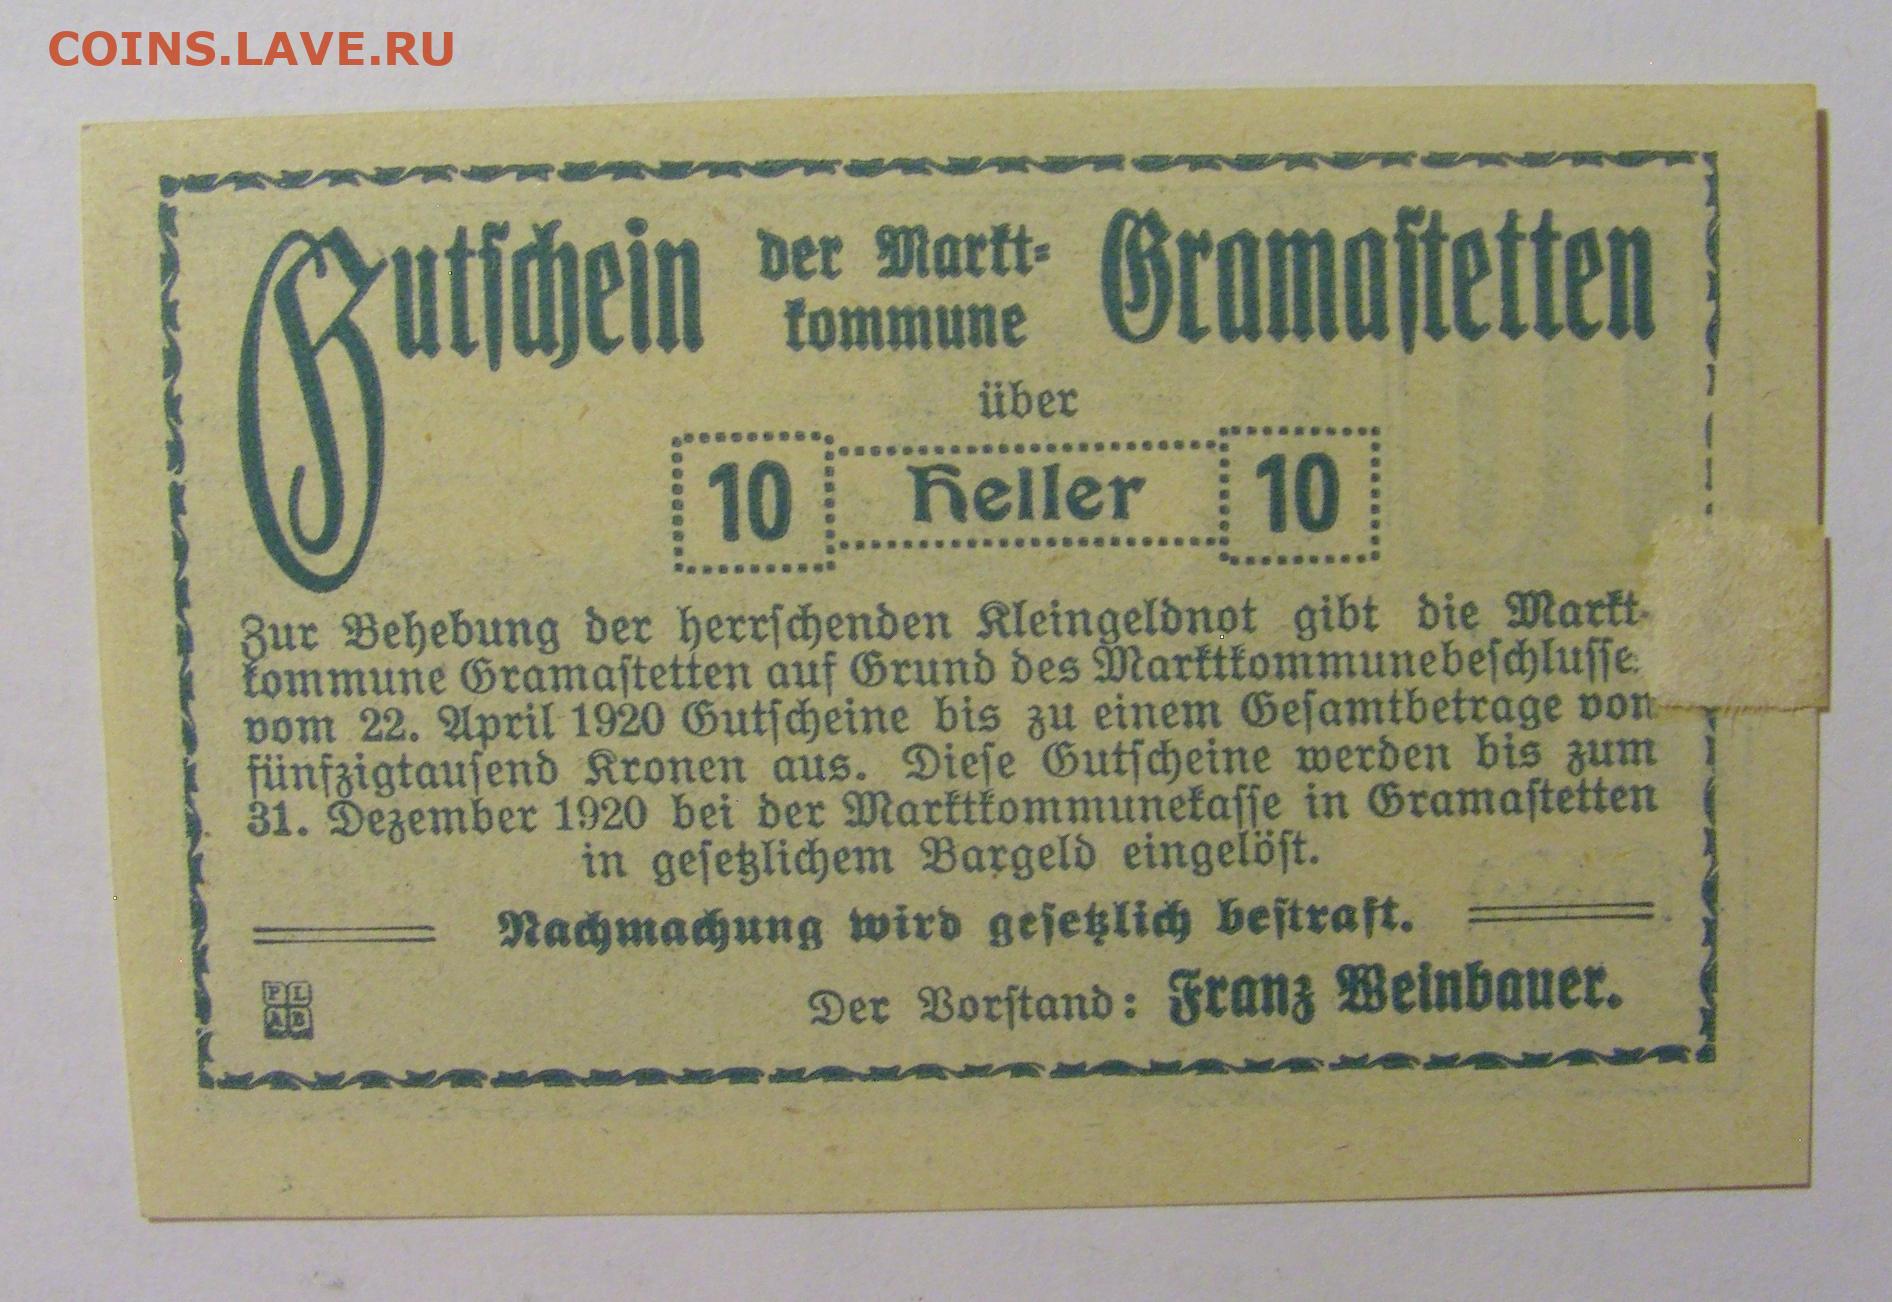 COINS.LAVE.RU
Gutschein der Markt=
kommune Gramastetten
über
10 Heller 10
Zur Behebung der herrschenden Kleingeldnot gibt die Markt-
kommune Gramastetten auf Grund des Marktkommunebeschlusse
vom 22. April 1920 Gutscheine bis zu einem Gesamtbetrage von
fünfzigtausend Kronen aus. Diese Gutscheine werden bis zum
31. Dezember 1920 bei der Marktkommunekasse in Gramastetten
in gesetzlichem Bargeld eingelöst.
Nachmachung wird gesetzlich bestraft.
Der Vorstand: Franz Weinbauer.
PL
AB